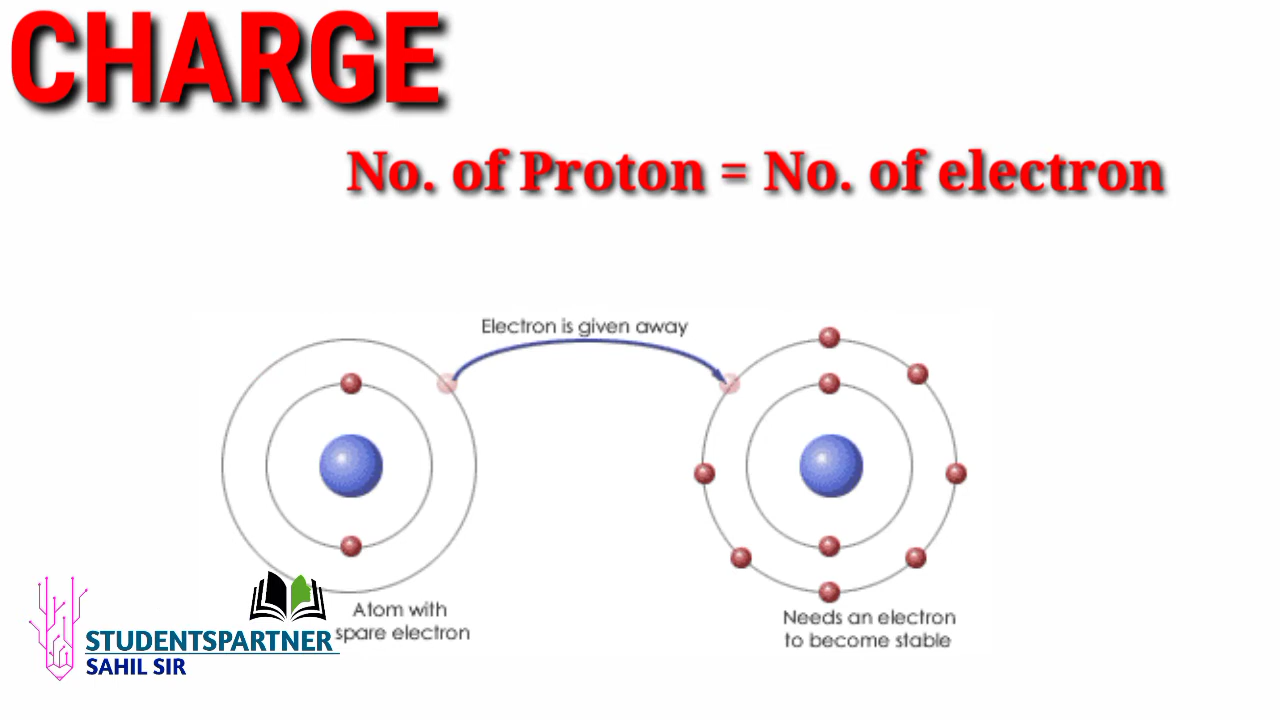 CHARGE
No. of Proton = No. of electron
Electron is given away
Atom with
spare electron
Needs an electron
to become stable
STUDENTSPARTNER
SAHIL SIR